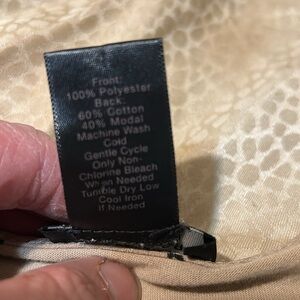 Front:
100% Polyester
Back:
60% Cotton
40% Modal
Machine Wash
Cold
Gentle Cycle
Only Non-
Chlorine Bleach
When Needed
Tumble Dry Low
Cool Iron
If Needed